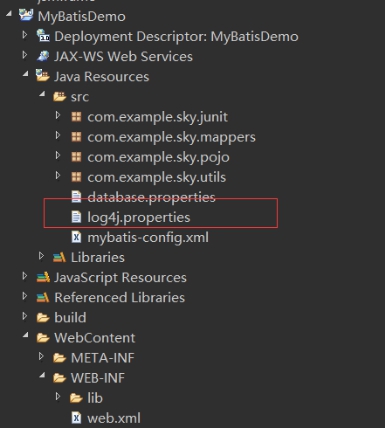 MyBatisDemo
Deployment Descriptor: MyBatisDemo
JAX-WS Web Services
Java Resources
src
com.example.sky.junit
com.example.sky.mappers
com.example.sky.pojo
com.example.sky.utils
database.properties
log4j.properties
mybatis-config.xml
Libraries
JavaScript Resources
Referenced Libraries
build
WebContent
META-INF
WEB-INF
lib
web.xml